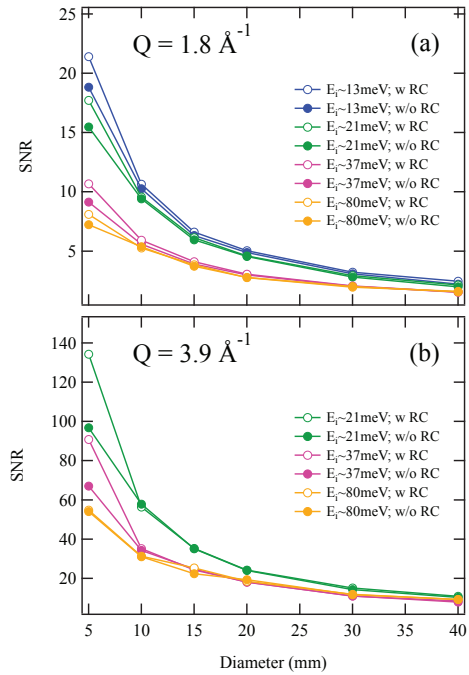 25
20
15
10
5
SNR
Q = 1.8 Å⁻¹
(a)
Eᵢ~13meV; w RC
Eᵢ~13meV; w/o RC
Eᵢ~21meV; w RC
Eᵢ~21meV; w/o RC
Eᵢ~37meV; w RC
Eᵢ~37meV; w/o RC
Eᵢ~80meV; w RC
Eᵢ~80meV; w/o RC
140
120
100
80
60
40
20
SNR
Q = 3.9 Å⁻¹
(b)
Eᵢ~21meV; w RC
Eᵢ~21meV; w/o RC
Eᵢ~37meV; w RC
Eᵢ~37meV; w/o RC
Eᵢ~80meV; w RC
Eᵢ~80meV; w/o RC
5 10 15 20 25 30 35 40
Diameter (mm)